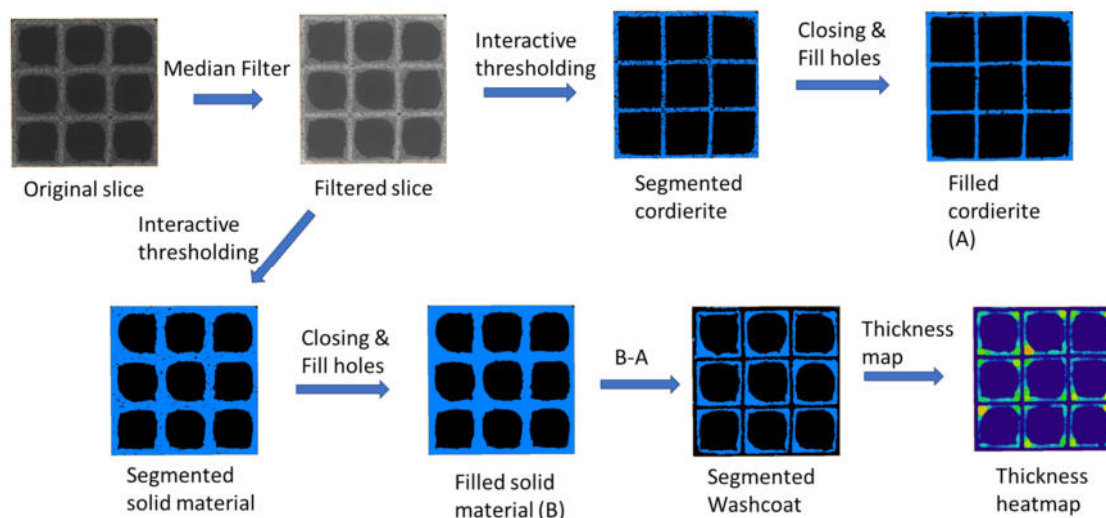 Median Filter
Interactive
thresholding
Closing &
Fill holes
Original slice
Filtered slice
Segmented
cordierite
Filled
cordierite
(A)
Interactive
thresholding
Closing &
Fill holes
B-A
Thickness
map
Segmented
solid material
Filled solid
material (B)
Segmented
Washcoat
Thickness
heatmap